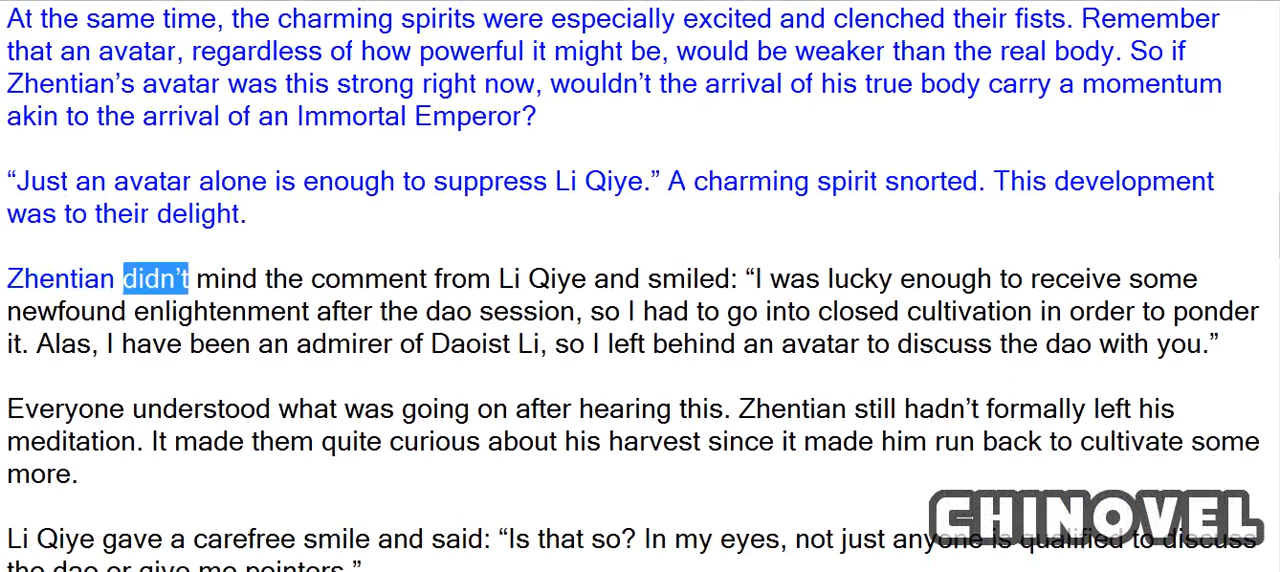 At the same time, the charming spirits were especially excited and clenched their fists. Remember
that an avatar, regardless of how powerful it might be, would be weaker than the real body. So if
Zhentian’s avatar was this strong right now, wouldn’t the arrival of his true body carry a momentum
akin to the arrival of an Immortal Emperor?
“Just an avatar alone is enough to suppress Li Qiye.” A charming spirit snorted. This development
was to their delight.
Zhentian didn’t mind the comment from Li Qiye and smiled: “I was lucky enough to receive some
newfound enlightenment after the dao session, so I had to go into closed cultivation in order to ponder
it. Alas, I have been an admirer of Daoist Li, so I left behind an avatar to discuss the dao with you.”
Everyone understood what was going on after hearing this. Zhentian still hadn’t formally left his
meditation. It made them quite curious about his harvest since it made him run back to cultivate some
more.
Li Qiye gave a carefree smile and said: “Is that so? In my eyes, not just anyone is qualified to discuss
the dao or give me pointers.”
CHINOVEL